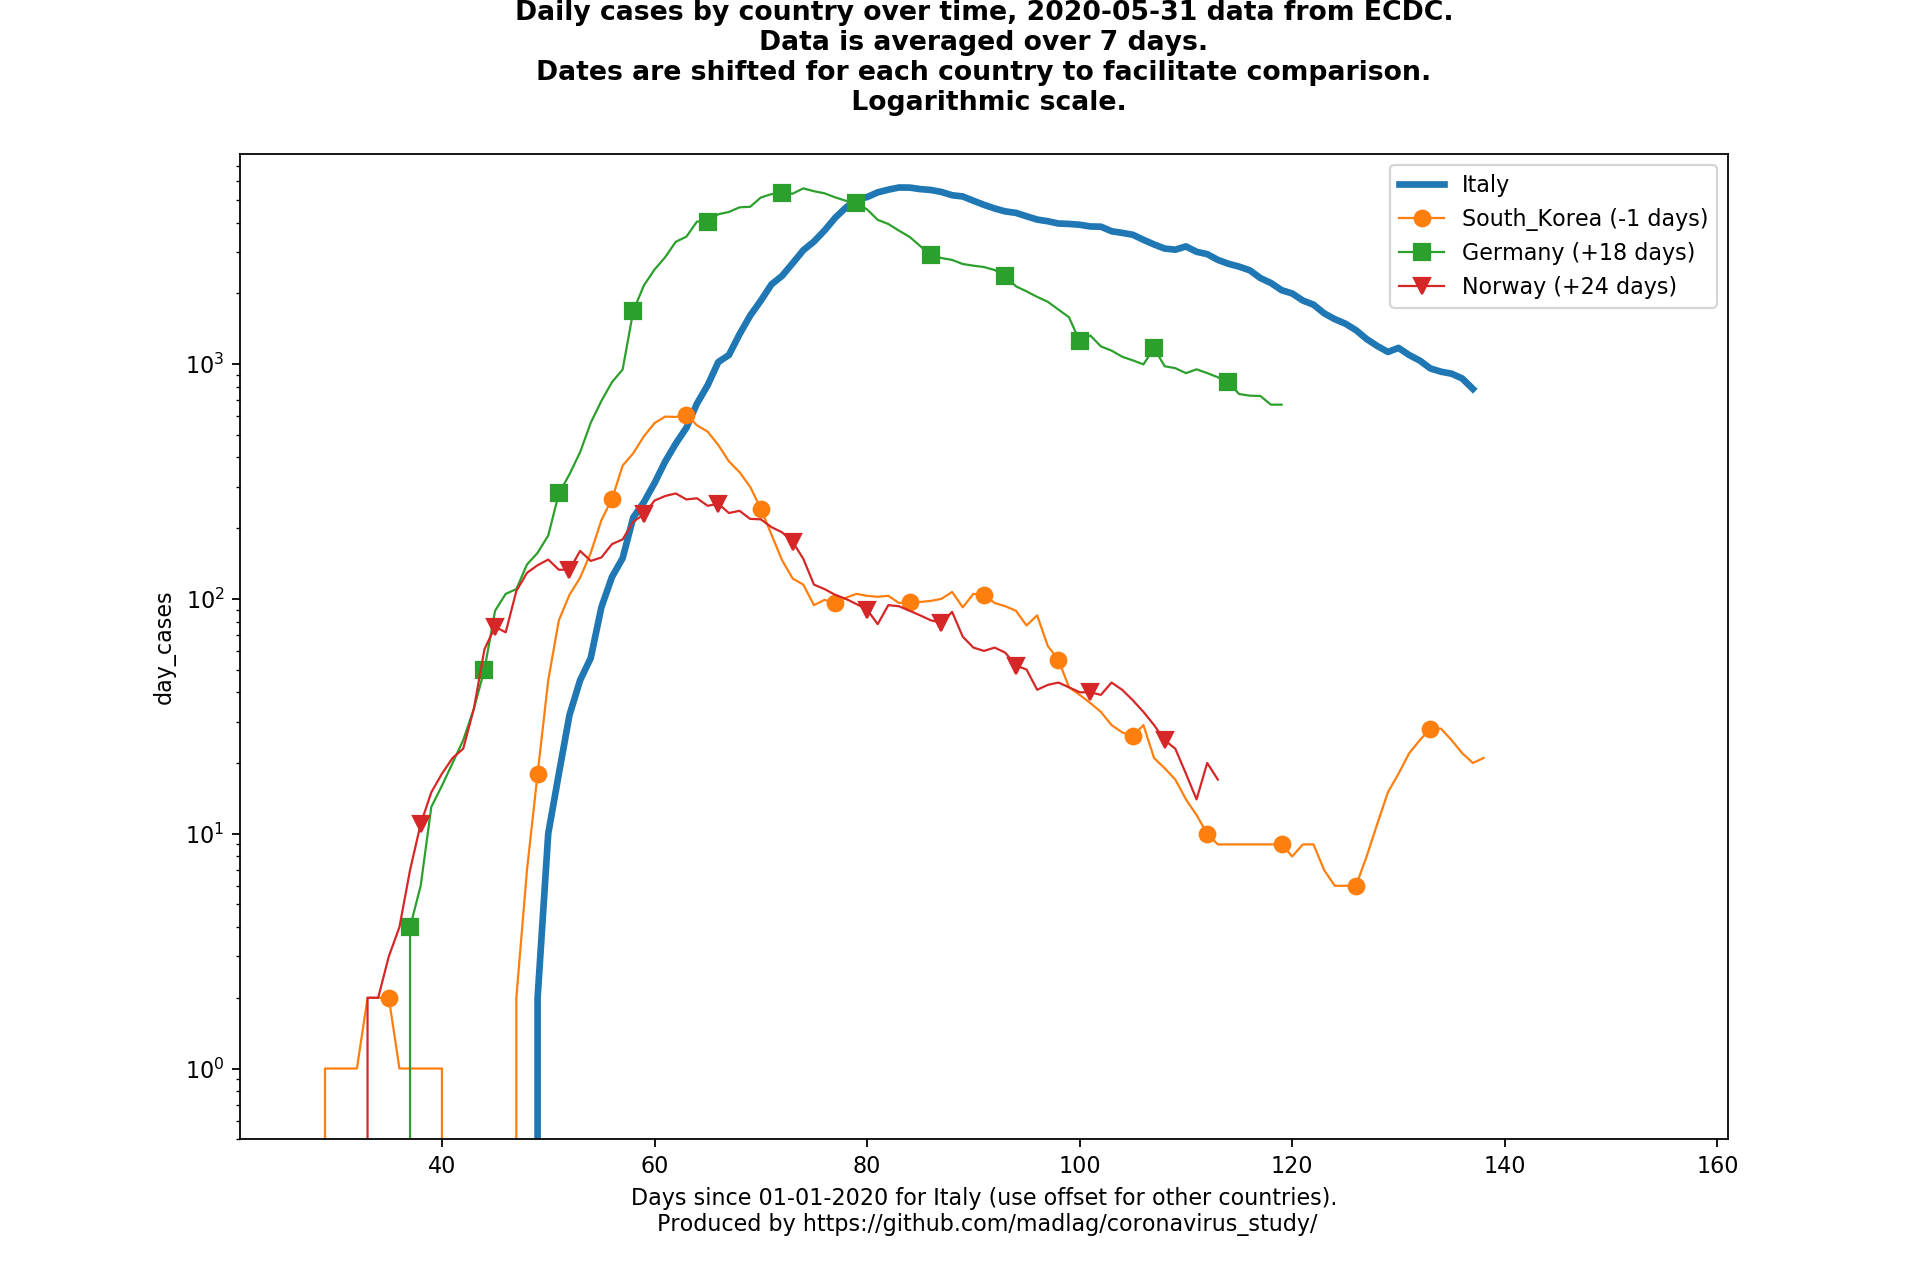 Daily cases by country over time, 2020-05-31 data from ECDC.
Data is averaged over 7 days.
Dates are shifted for each country to facilitate comparison.
Logarithmic scale.
Italy
South_Korea (-1 days)
Germany (+18 days)
Norway (+24 days)
10³
10²
10¹
10⁰
day_cases
40 60 80 100 120 140 160
Days since 01-01-2020 for Italy (use offset for other countries).
Produced by https://github.com/madlag/coronavirus_study/